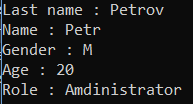 Last name : Petrov
Name : Petr
Gender : M
Age : 20
Role : Amdinistrator